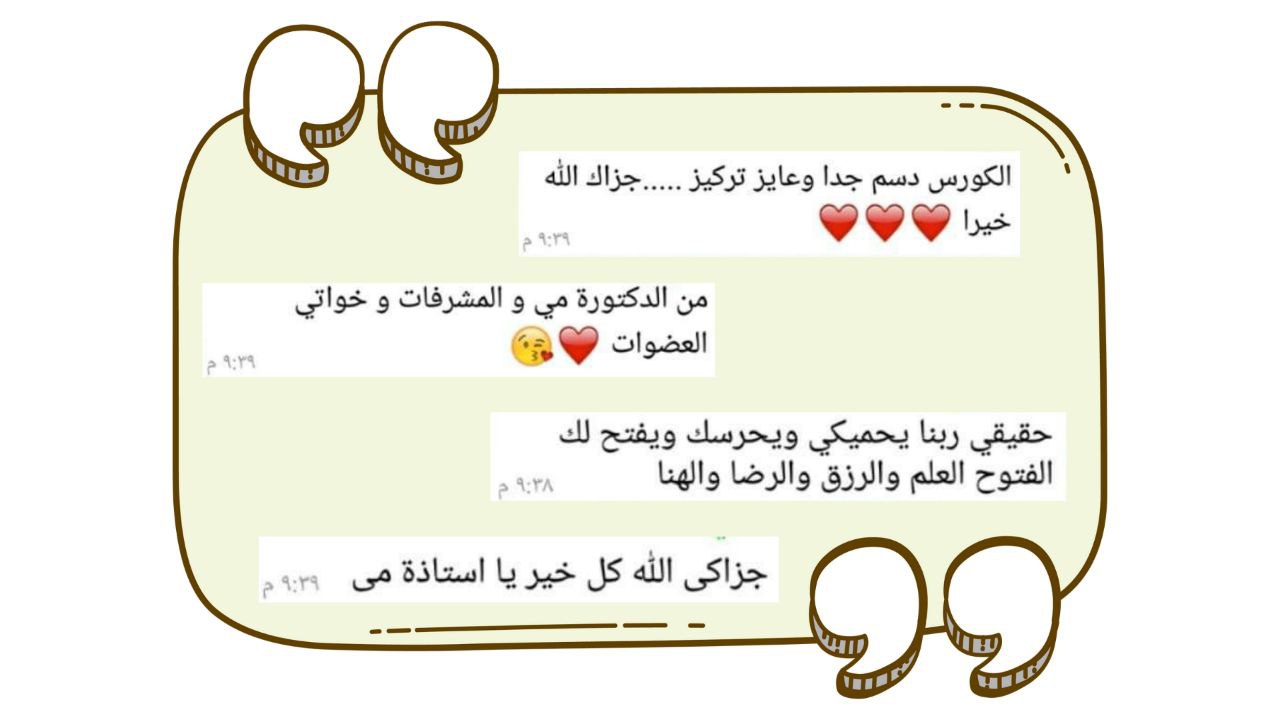 الكورس دسم جدا وعايز تركيز .....جزاك الله
خيرا ❤️❤️❤️
٩:٣٩ م
من الدكتورة مي و المشرفات و خواتي
العضوات ❤️😘
٩:٣٩ م
حقيقي ربنا يحميكي ويحرسك ويفتح لك
الفتوح العلم والرزق والرضا والهنا
٩:٣٨ م
جزاكى الله كل خير يا استاذة مى
٩:٣٩ م